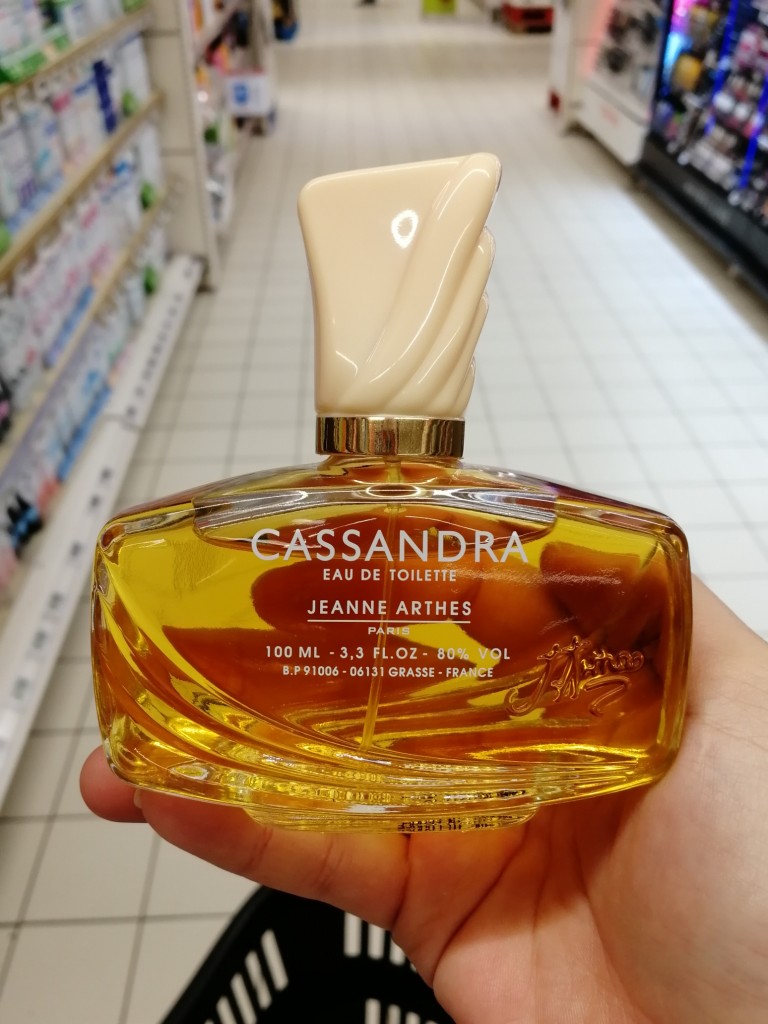 CASSANDRA
EAU DE TOILETTE
JEANNE ARTHES
PARIS
100 ML - 3,3 FL.OZ - 80% VOL
B.P 91006 - 06131 GRASSE - FRANCE
J. Arthes